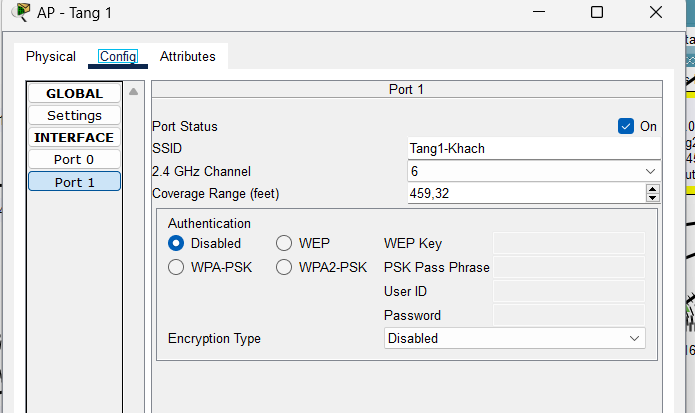 AP - Tang 1
Physical Config Attributes
GLOBAL
Settings
INTERFACE
Port 0
Port 1
Port 1
Port Status On
SSID Tang1-Khach
2.4 GHz Channel 6
Coverage Range (feet) 459,32
Authentication
Disabled WEP WEP Key
WPA-PSK WPA2-PSK PSK Pass Phrase
User ID
Password
Encryption Type Disabled